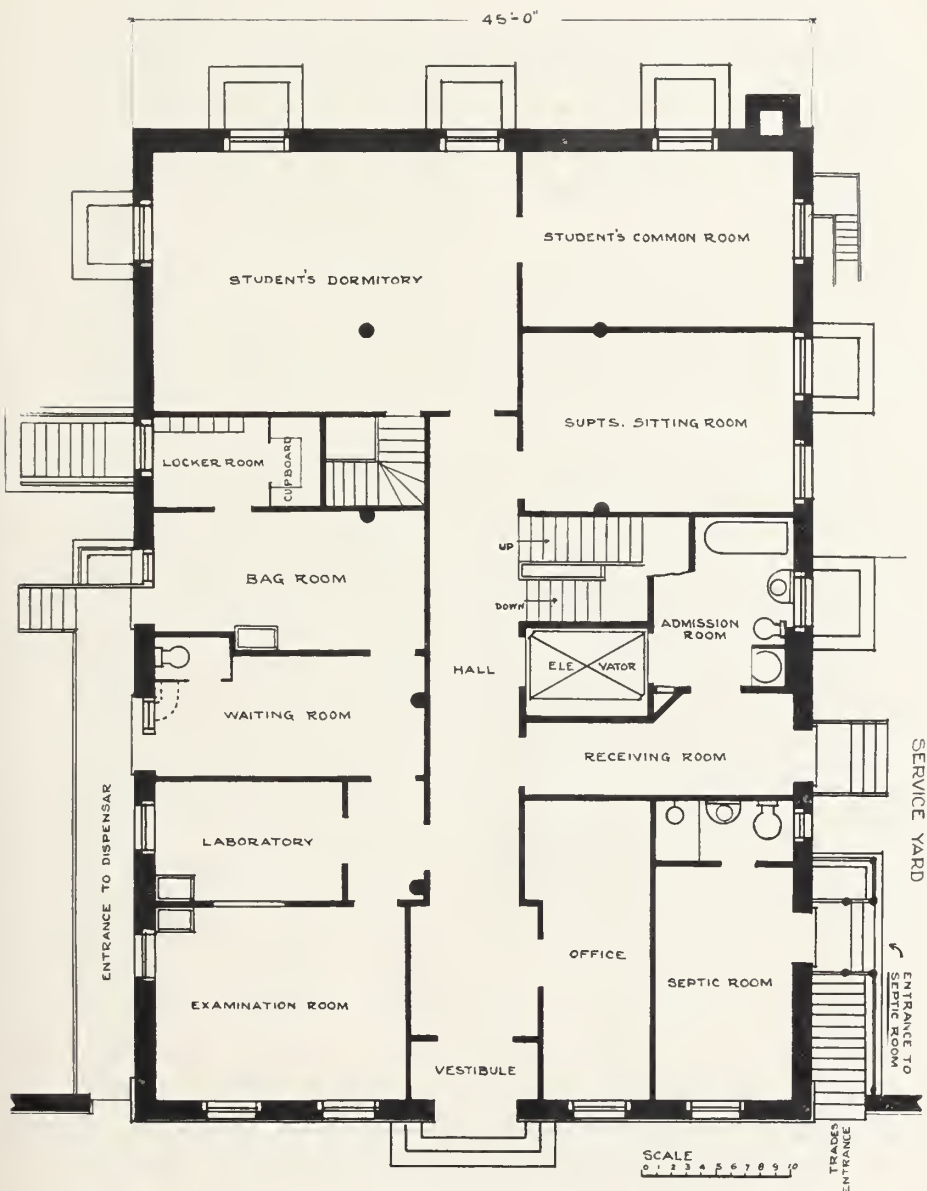 45'-0"
STUDENT'S DORMITORY
STUDENT'S COMMON ROOM
SUPTS. SITTING ROOM
LOCKER ROOM
CUPBOARD
BAG ROOM
UP
DOWN
ADMISSION
ROOM
ELEVATOR
HALL
WAITING ROOM
RECEIVING ROOM
SERVICE YARD
LABORATORY
ENTRANCE TO DISPENSAR
OFFICE
SEPTIC ROOM
EXAMINATION ROOM
ENTRANCE TO
SEPTIC ROOM
VESTIBULE
TRADES
ENTRANCE
SCALE
0 1 2 3 4 5 6 7 8 9 10